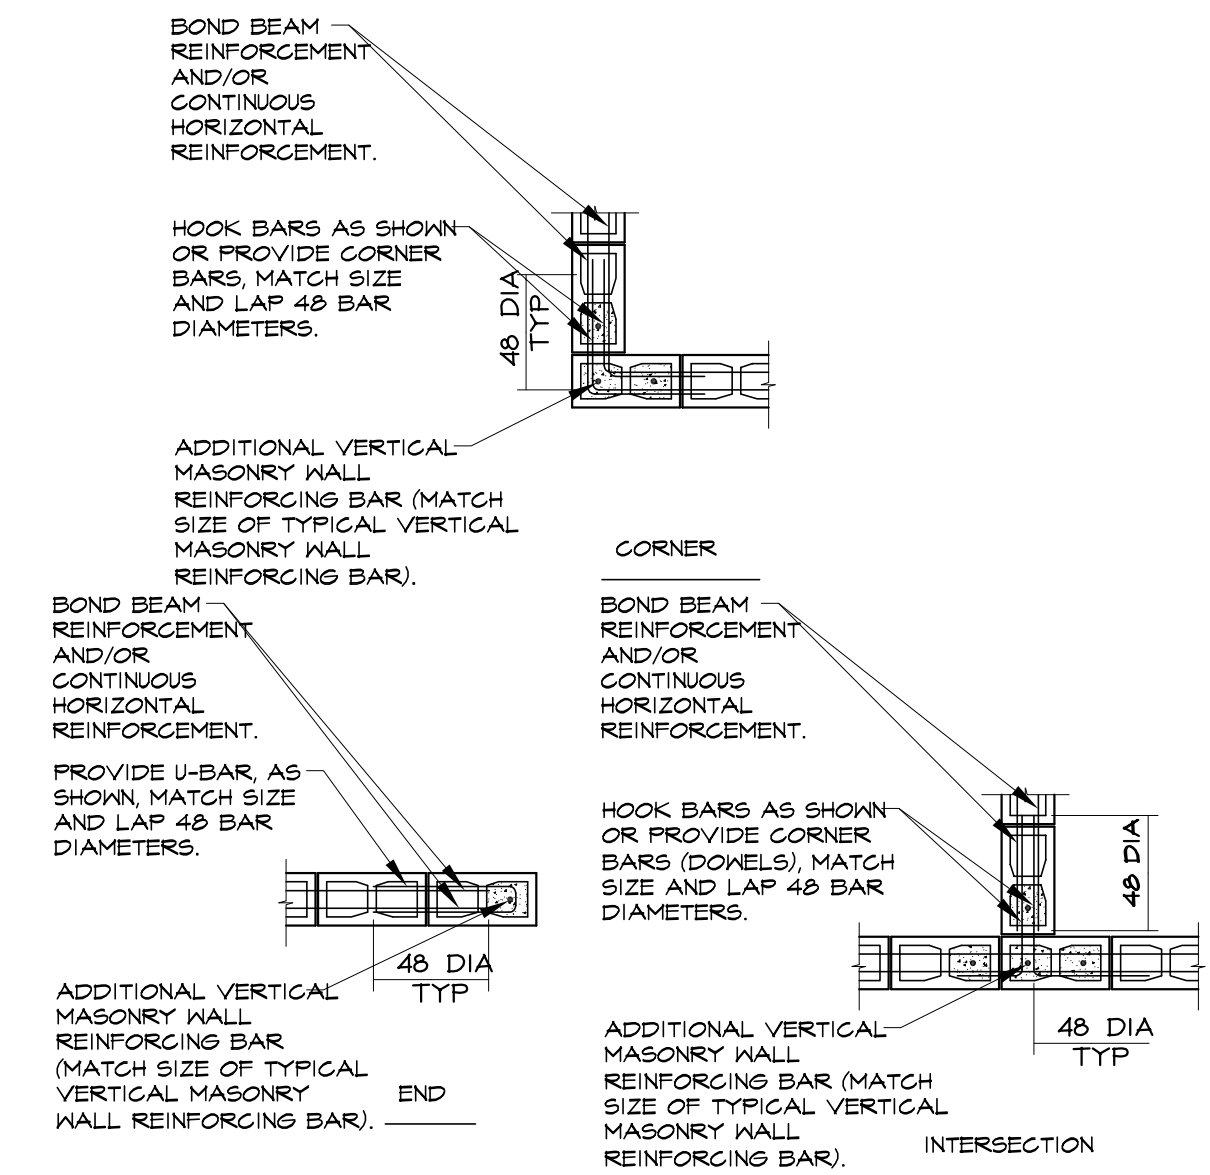 BOND BEAM
REINFORCEMENT
AND/OR
CONTINUOUS
HORIZONTAL
REINFORCEMENT.
HOOK BARS AS SHOWN
OR PROVIDE CORNER
BARS, MATCH SIZE
AND LAP 48 BAR
DIAMETERS.
48 DIA
TYP
ADDITIONAL VERTICAL
MASONRY WALL
REINFORCING BAR (MATCH
SIZE OF TYPICAL VERTICAL
MASONRY WALL
REINFORCING BAR).
CORNER
BOND BEAM
REINFORCEMENT
AND/OR
CONTINUOUS
HORIZONTAL
REINFORCEMENT.
PROVIDE U-BAR, AS
SHOWN, MATCH SIZE
AND LAP 48 BAR
DIAMETERS.
48 DIA
TYP
ADDITIONAL VERTICAL
MASONRY WALL
REINFORCING BAR
(MATCH SIZE OF TYPICAL
VERTICAL MASONRY
WALL REINFORCING BAR).
END
BOND BEAM
REINFORCEMENT
AND/OR
CONTINUOUS
HORIZONTAL
REINFORCEMENT.
HOOK BARS AS SHOWN
OR PROVIDE CORNER
BARS (DOWELS), MATCH
SIZE AND LAP 48 BAR
DIAMETERS.
48 DIA
48 DIA
TYP
ADDITIONAL VERTICAL
MASONRY WALL
REINFORCING BAR (MATCH
SIZE OF TYPICAL VERTICAL
MASONRY WALL
REINFORCING BAR).
INTERSECTION